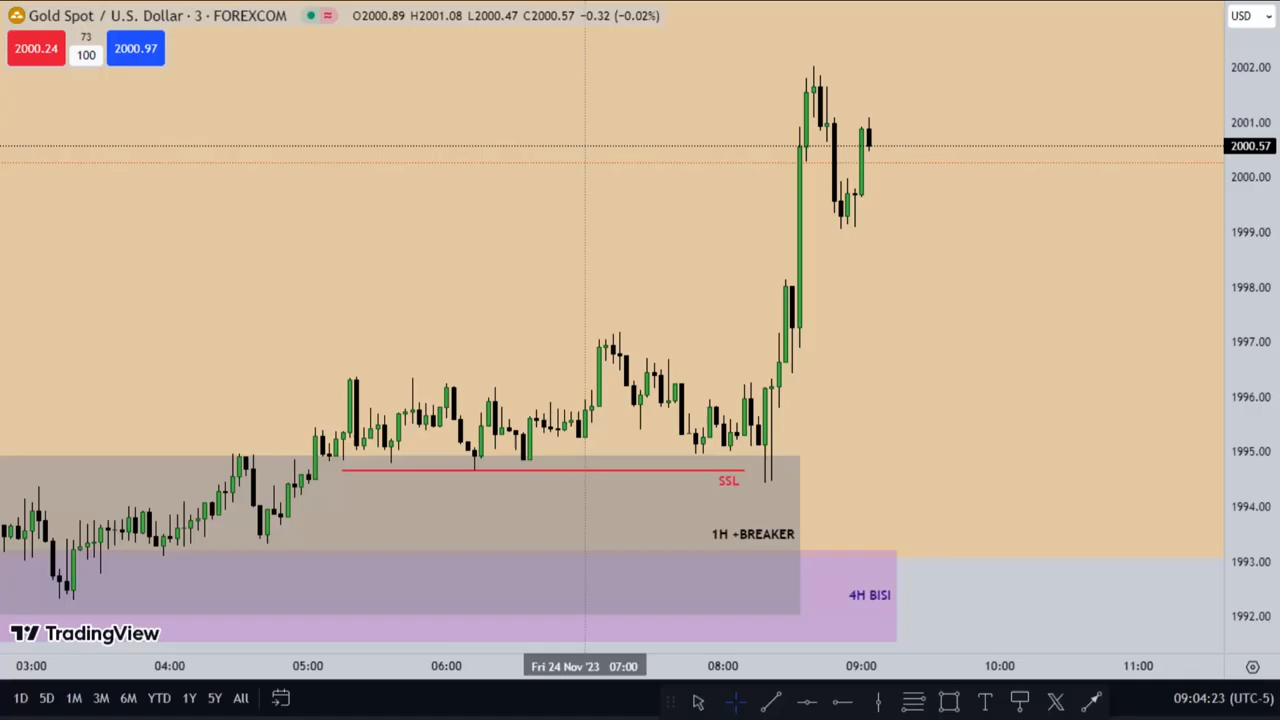 Gold Spot / U.S. Dollar · 3 · FOREXCOM
O2000.89 H2001.08 L2000.47 C2000.57 −0.32 (−0.02%)
USD
2000.24
73
100
2000.97
2002.00
2001.00
2000.57
2000.00
1999.00
1998.00
1997.00
1996.00
1995.00
1994.00
1993.00
1992.00
SSL
1H +BREAKER
4H BISI
TradingView
03:00 04:00 05:00 06:00 Fri 24 Nov '23 07:00 08:00 09:00 10:00 11:00
1D 5D 1M 3M 6M YTD 1Y 5Y All
09:04:23 (UTC-5)